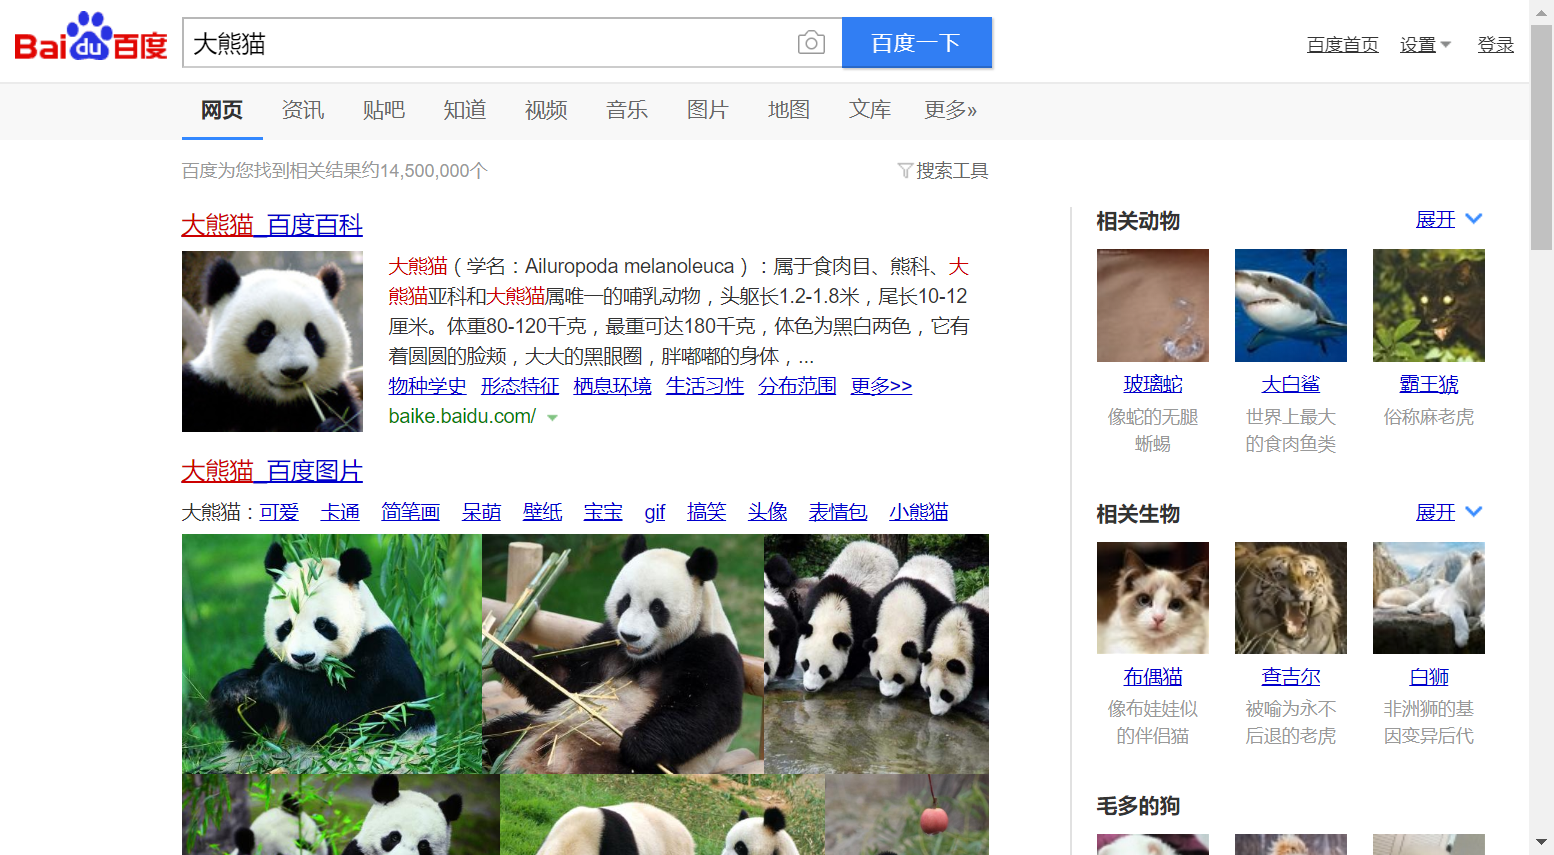 Bai du 百度
大熊猫
百度一下
百度首页 设置 登录
网页 资讯 贴吧 知道 视频 音乐 图片 地图 文库 更多»
百度为您找到相关结果约14,500,000个
搜索工具
大熊猫_百度百科
大熊猫（学名：Ailuropoda melanoleuca）：属于食肉目、熊科、大
熊猫亚科和大熊猫属唯一的哺乳动物，头躯长1.2-1.8米，尾长10-12
厘米。体重80-120千克，最重可达180千克，体色为黑白两色，它有
着圆圆的脸颊，大大的黑眼圈，胖嘟嘟的身体，...
物种学史 形态特征 栖息环境 生活习性 分布范围 更多>>
baike.baidu.com/
大熊猫_百度图片
大熊猫：可爱 卡通 简笔画 呆萌 壁纸 宝宝 gif 搞笑 头像 表情包 小熊猫
相关动物 展开
玻璃蛇 大白鲨 霸王猇
像蛇的无腿 世界上最大 俗称麻老虎
蜥蜴 的食肉鱼类
相关生物 展开
布偶猫 查吉尔 白狮
像布娃娃似 被喻为永不 非洲狮的基
的伴侣猫 后退的老虎 因变异后代
毛多的狗